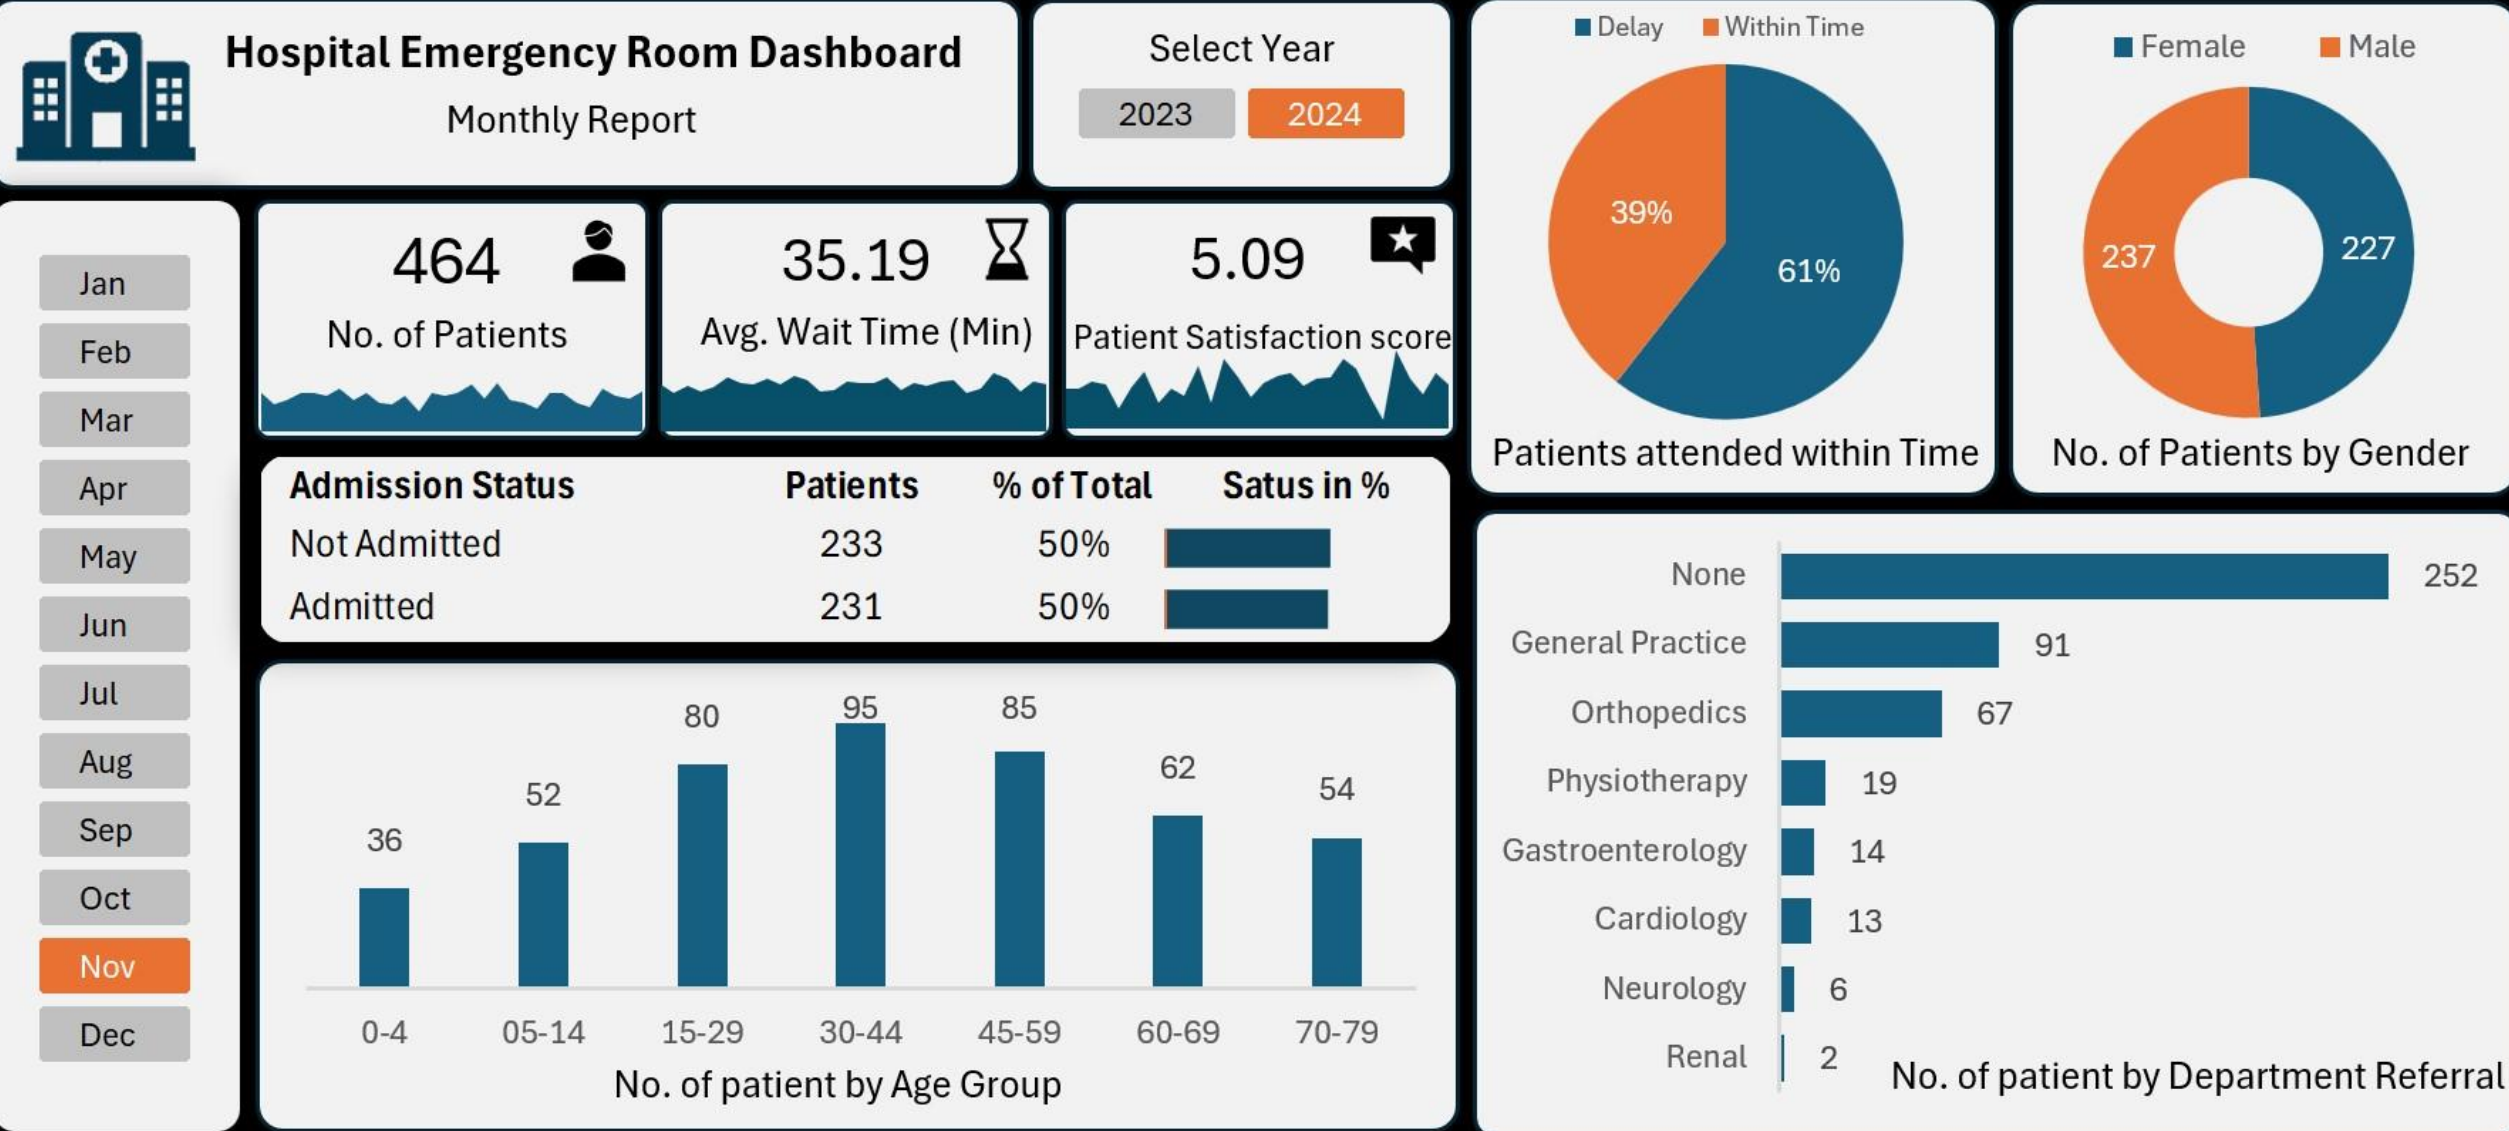 Hospital Emergency Room Dashboard
Monthly Report
Select Year
2023 2024
Jan
Feb
Mar
Apr
May
Jun
Jul
Aug
Sep
Oct
Nov
Dec
464
No. of Patients
35.19
Avg. Wait Time (Min)
5.09
Patient Satisfaction score
Admission Status Patients % of Total Satus in %
Not Admitted 233 50%
Admitted 231 50%
36 52 80 95 85 62 54
0-4 05-14 15-29 30-44 45-59 60-69 70-79
No. of patient by Age Group
Delay Within Time
39%
61%
Patients attended within Time
Female Male
237 227
No. of Patients by Gender
None 252
General Practice 91
Orthopedics 67
Physiotherapy 19
Gastroenterology 14
Cardiology 13
Neurology 6
Renal 2
No. of patient by Department Referral